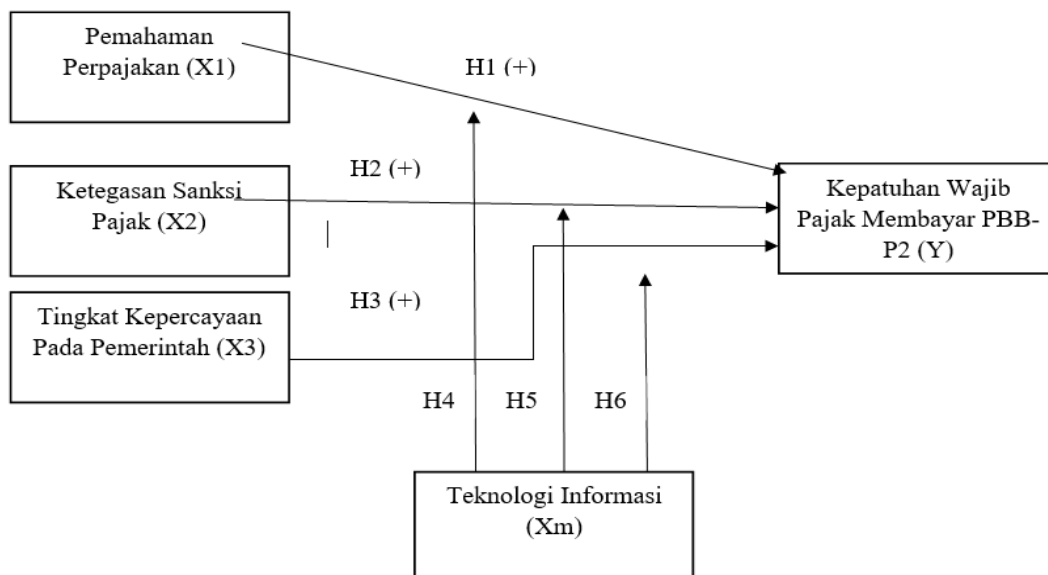 Pemahaman
Perpajakan (X1)
H1 (+)
H2 (+)
Ketegasan Sanksi
Pajak (X2)
Kepatuhan Wajib
Pajak Membayar PBB-
P2 (Y)
H3 (+)
Tingkat Kepercayaan
Pada Pemerintah (X3)
H4
H5
H6
Teknologi Informasi
(Xm)